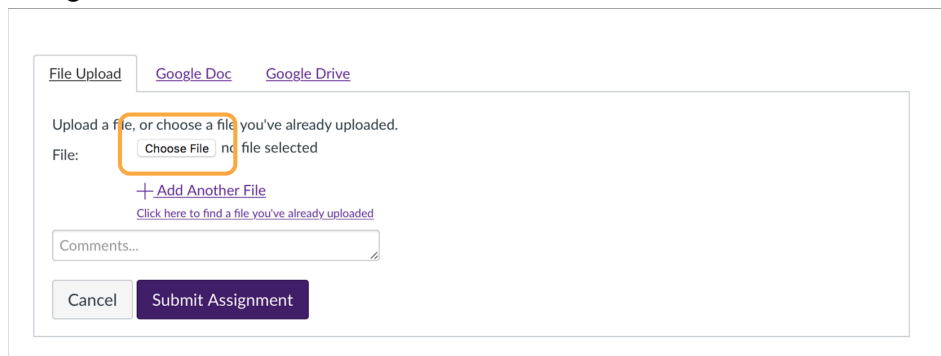 File Upload Google Doc Google Drive
Upload a file, or choose a file you've already uploaded.
File: Choose File no file selected
+ Add Another File
Click here to find a file you've already uploaded
Comments...
Cancel Submit Assignment